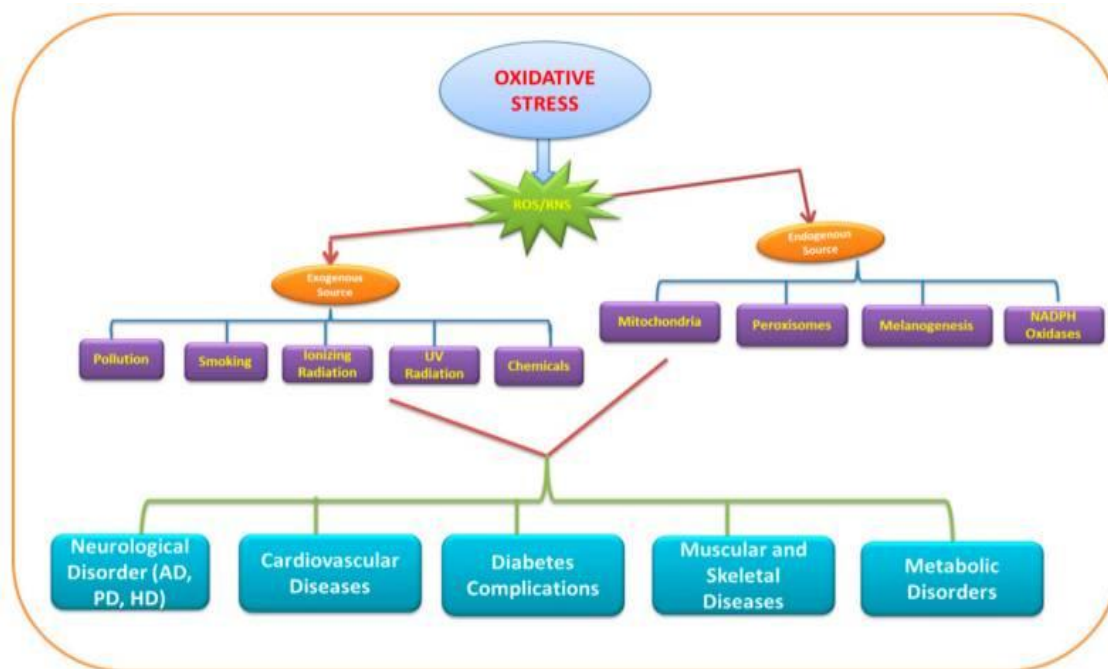 OXIDATIVE
STRESS
ROS/RNS
Exogenous
Source
Endogenous
Source
Pollution
Smoking
Ionizing
Radiation
UV
Radiation
Chemicals
Mitochondria
Peroxisomes
Melanogenesis
NADPH
Oxidases
Neurological
Disorder (AD,
PD, HD)
Cardiovascular
Diseases
Diabetes
Complications
Muscular and
Skeletal
Diseases
Metabolic
Disorders